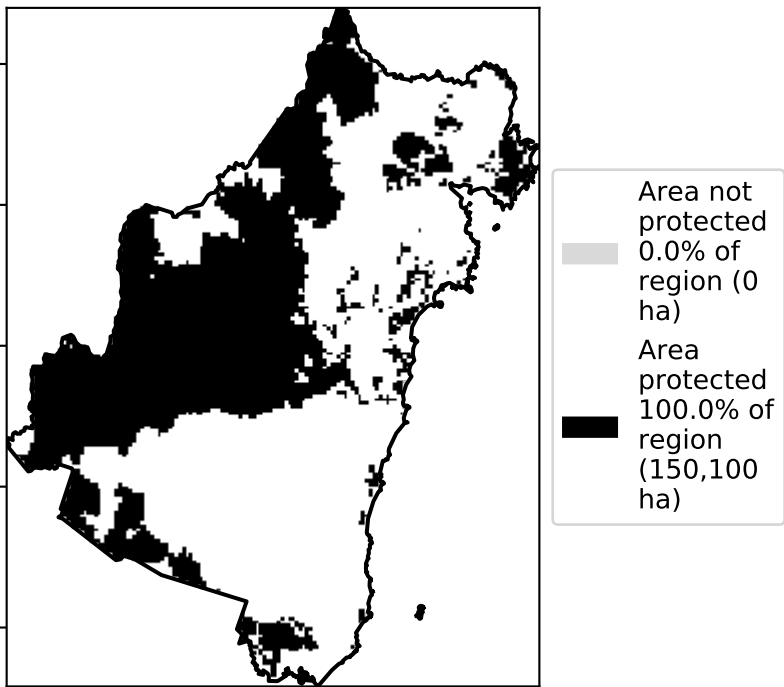 Area not
protected
0.0% of
region (0
ha)
Area
protected
100.0% of
region
(150,100
ha)